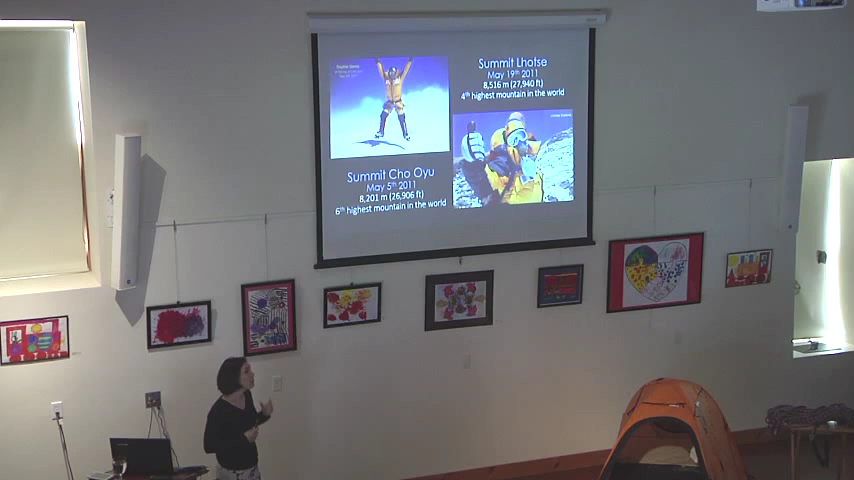 Summit Lhotse
May 19th 2011
8,516 m (27,940 ft)
4th highest mountain in the world
Summit Cho Oyu
May 5th 2011
8,201 m (26,906 ft)
6th highest mountain in the world